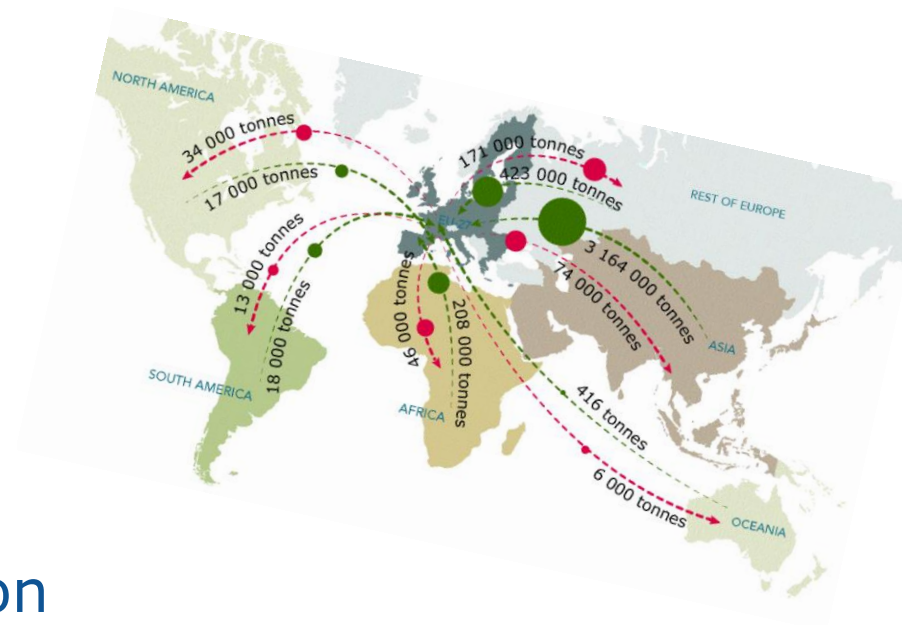 NORTH AMERICA
34 000 tonnes
17 000 tonnes
171 000 tonnes
423 000 tonnes
REST OF EUROPE
EU-27
13 000 tonnes
18 000 tonnes
46 000 tonnes
208 000 tonnes
74 000 tonnes
3 164 000 tonnes
ASIA
SOUTH AMERICA
AFRICA
416 tonnes
6 000 tonnes
OCEANIA
on